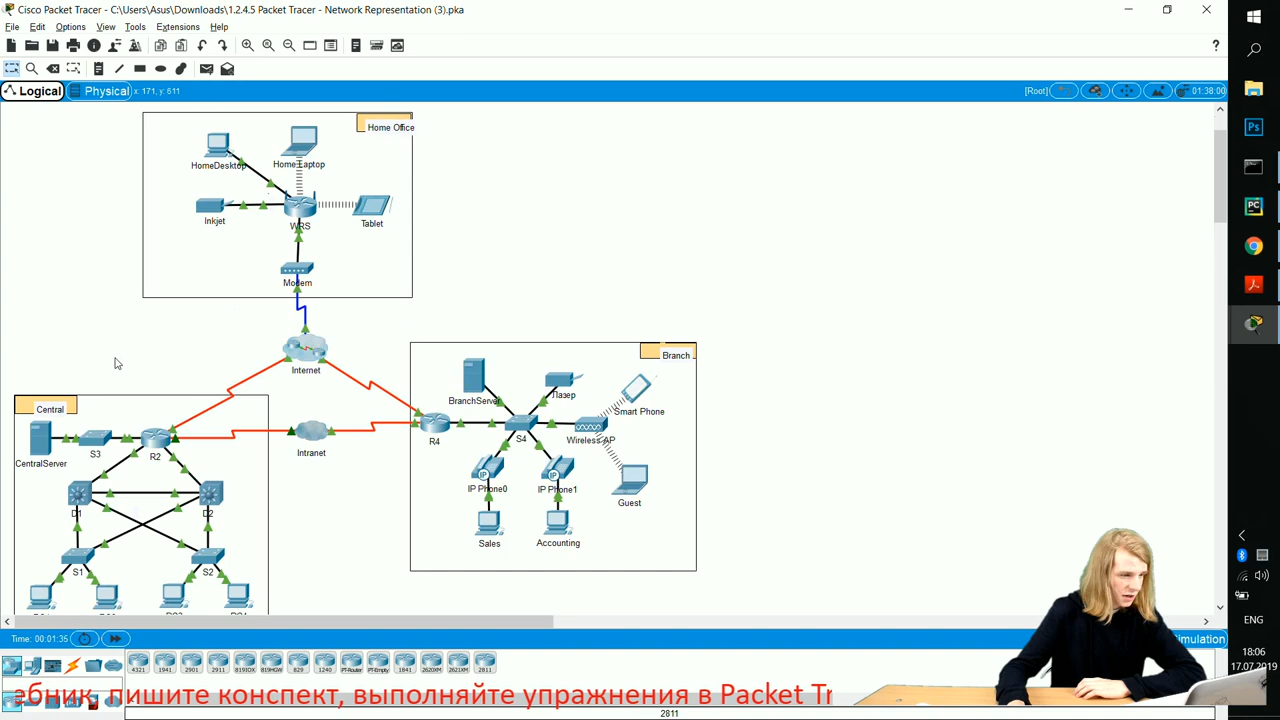 Cisco Packet Tracer - C:\Users\Asus\Downloads\1.2.4.5 Packet Tracer - Network Representation (3).pka
File Edit Options View Tools Extensions Help
?
Logical Physical x: 171, y: 611 [Root] 01:38:00
Home Office
HomeDesktop Home Laptop
Inkjet WRS Tablet
Modem
Internet
Branch
BranchServer Лазер Smart Phone
Central
CentralServer S3 R2
Intranet
R4 S4 Wireless AP
IP Phone0 IP Phone1 Guest
Sales Accounting
D1 D2
S1 S2
Time: 00:01:35 Simulation
4321 1941 2901 2911 819IOX 819HGW 829 1240 PT-Router PT-Empty 1841 2620XM 2621XM 2811
ебник, пишите конспект, выполняйте упражнения в Packet Tr
2811
Ps
PC
ENG
18:06
17.07.2019